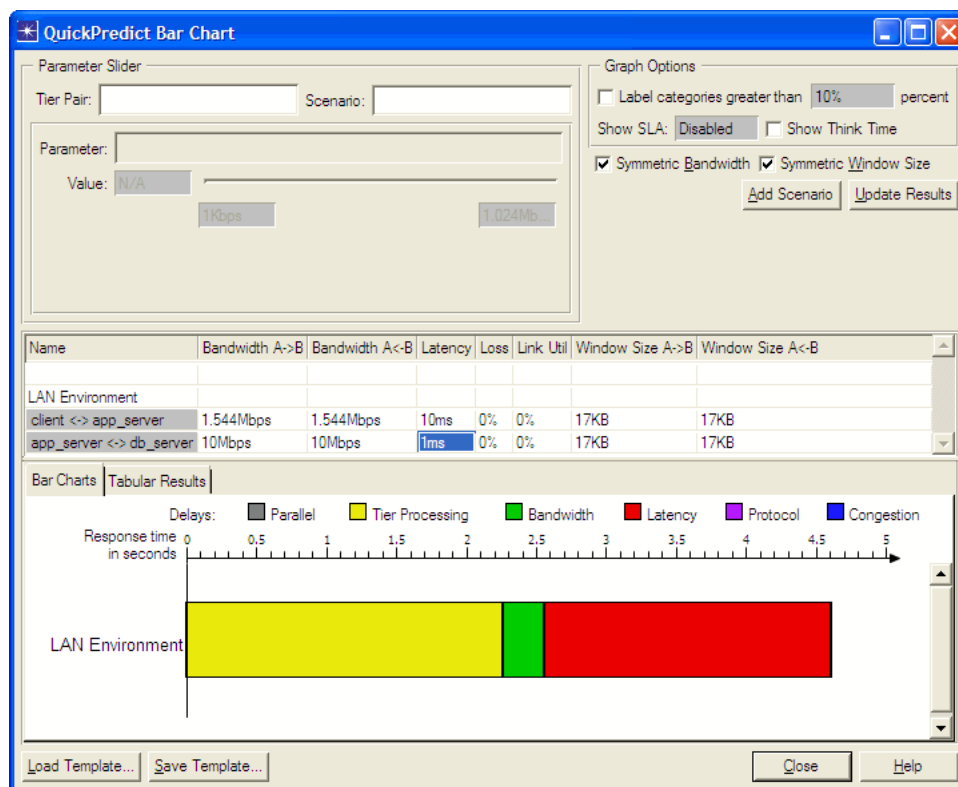 QuickPredict Bar Chart
Parameter Slider
Tier Pair:
Scenario:
Parameter:
Value: N/A
1Kbps
1.024Mb...
Graph Options
Label categories greater than 10% percent
Show SLA: Disabled Show Think Time
Symmetric Bandwidth Symmetric Window Size
Add Scenario Update Results
Name Bandwidth A->B Bandwidth A<-B Latency Loss Link Util Window Size A->B Window Size A<-B
LAN Environment
client <-> app_server 1.544Mbps 1.544Mbps 10ms 0% 0% 17KB 17KB
app_server <-> db_server 10Mbps 10Mbps 1ms 0% 0% 17KB 17KB
Bar Charts Tabular Results
Delays: Parallel Tier Processing Bandwidth Latency Protocol Congestion
Response time
in seconds
0 0.5 1 1.5 2 2.5 3 3.5 4 4.5 5
LAN Environment
Load Template... Save Template... Close Help